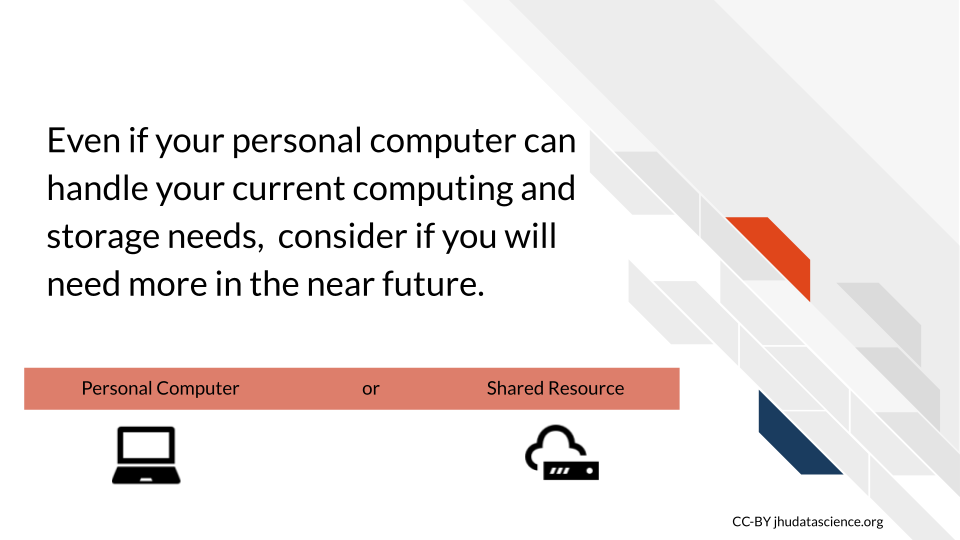 Even if your personal computer can
handle your current computing and
storage needs,  consider if you will
need more in the near future.
Personal Computer or Shared Resource
CC-BY jhudatascience.org